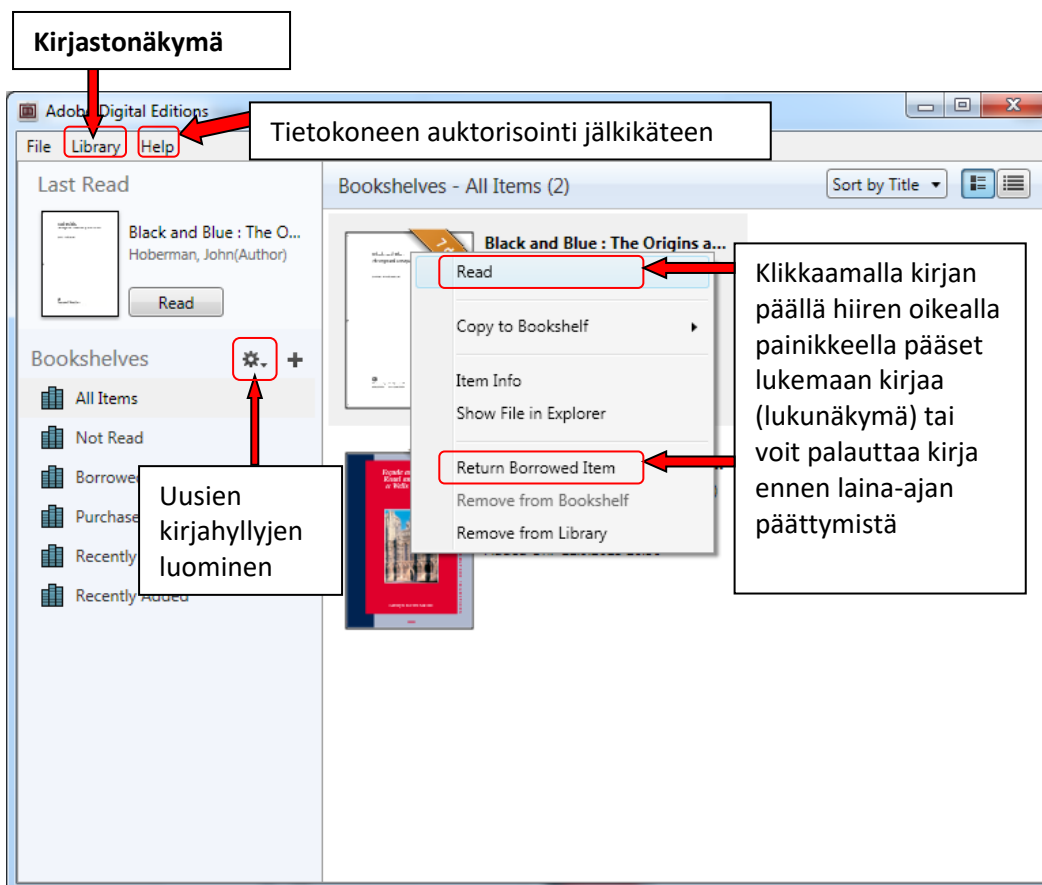 Kirjastonäkymä
Adobe Digital Editions
Tietokoneen auktorisointi jälkikäteen
File Library Help
Last Read
Bookshelves - All Items (2)
Sort by Title
Black and Blue : The O...
Hoberman, John(Author)
Read
Black and Blue : The Origins a...
Read
Copy to Bookshelf
Item Info
Show File in Explorer
Return Borrowed Item
Remove from Bookshelf
Remove from Library
Klikkaamalla kirjan
päällä hiiren oikealla
painikkeella pääset
lukemaan kirjaa
(lukunäkymä) tai
voit palauttaa kirja
ennen laina-ajan
päättymistä
Bookshelves
All Items
Not Read
Borrowe
Purchase
Recently
Recently Added
Uusien
kirjahyllyjen
luominen